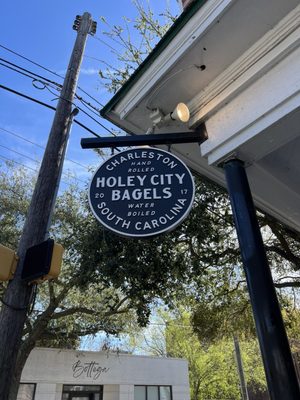 CHARLESTON
HAND
ROLLED
HOLEY CITY
20 BAGELS 17
WATER
BOILED
SOUTH CAROLINA
Bottega